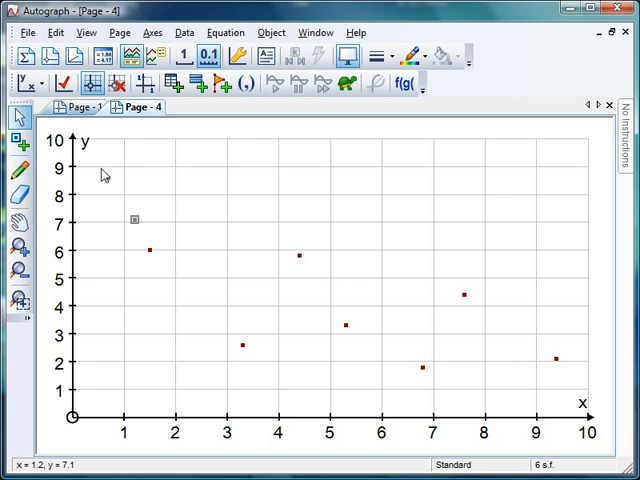 Autograph - [Page - 4]
File Edit View Page Axes Data Equation Object Window Help
Σ 1 0.1 A
y x (,) f(g(
Page - 1 Page - 4
No Instructions
y
10
9
8
7
6
5
4
3
2
1
x
1 2 3 4 5 6 7 8 9 10
x = 1.2, y = 7.1 Standard 6 s.f.